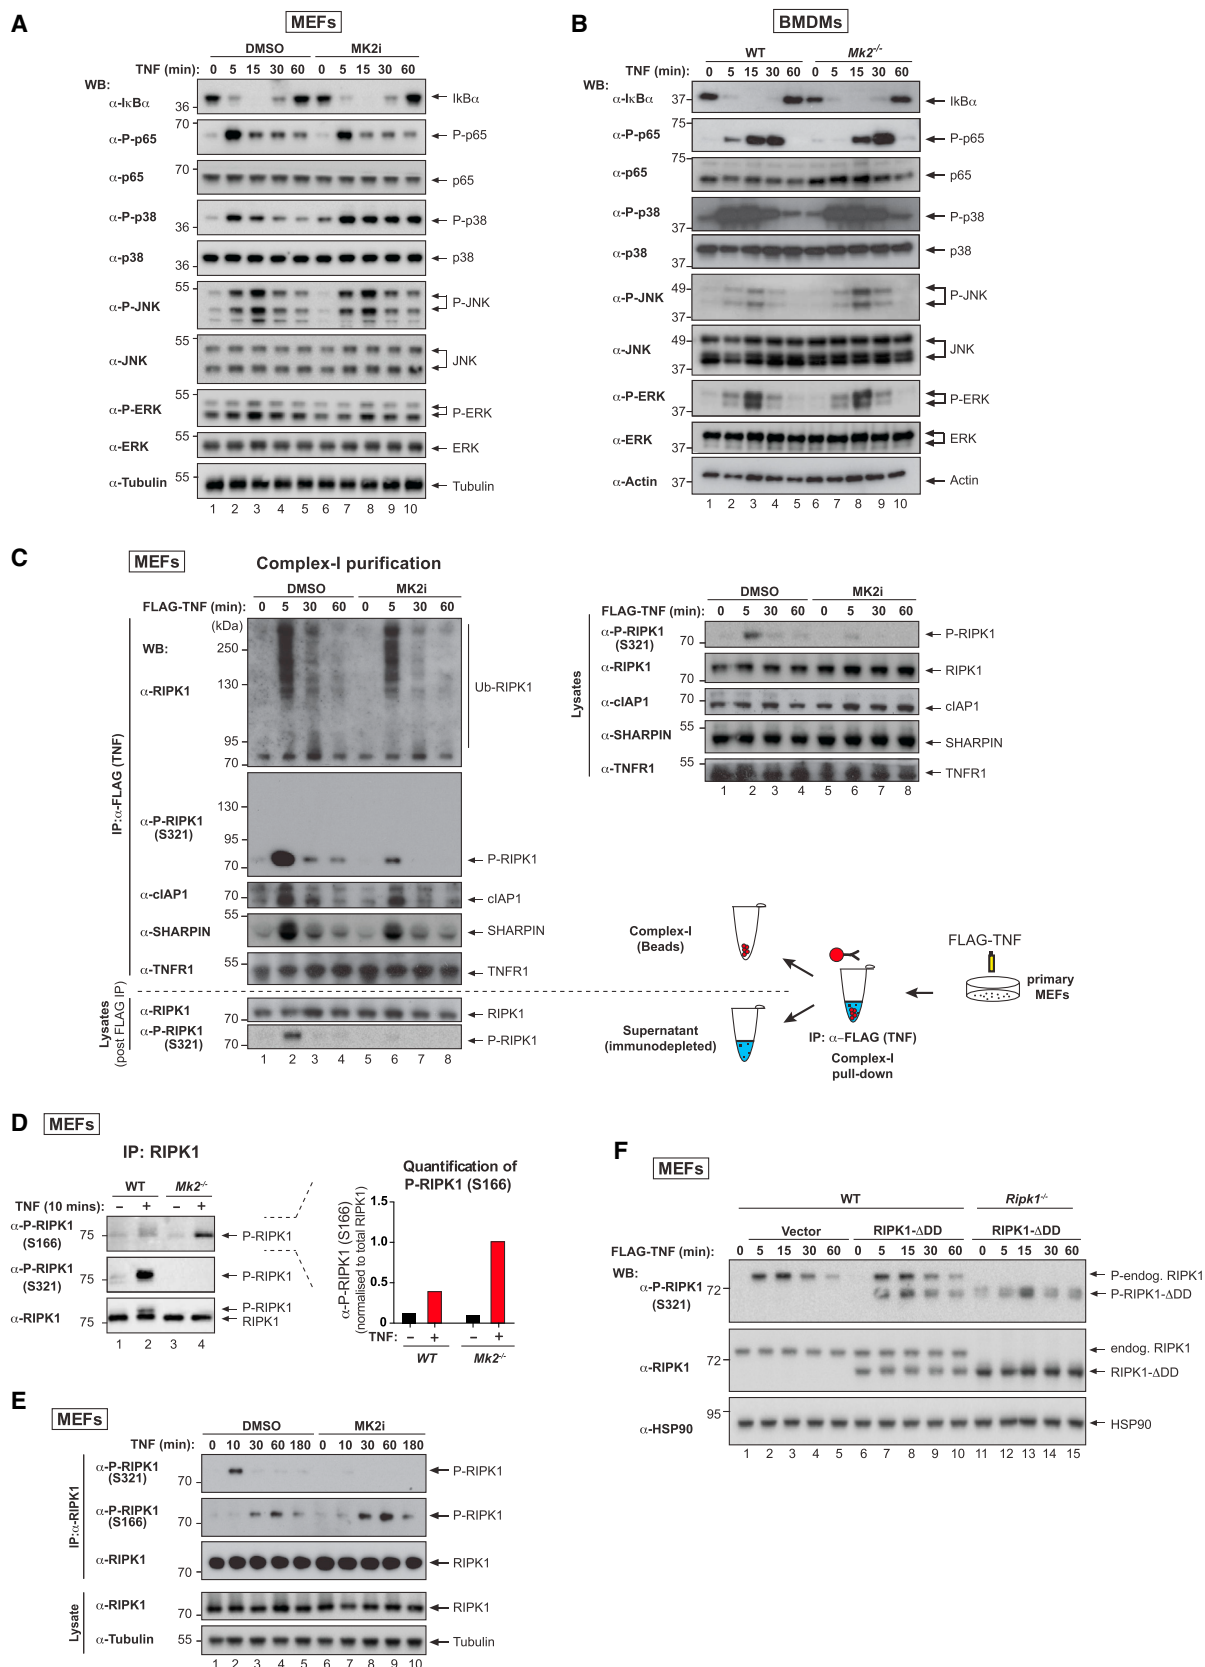 A
MEFs
DMSO MK2i
TNF (min): 0 5 15 30 60 0 5 15 30 60
WB:
α-IκBα 36 IkBα
70
α-P-p65 P-p65
α-p65 70 p65
α-P-p38 36 P-p38
α-p38 36 p38
55
α-P-JNK P-JNK
55
α-JNK JNK
55
α-P-ERK P-ERK
55
α-ERK ERK
α-Tubulin 55 Tubulin
1 2 3 4 5 6 7 8 9 10
B
BMDMs
WT Mk2-/-
TNF (min): 0 5 15 30 60 0 5 15 30 60
WB:
α-IκBα 37 IkBα
75
α-P-p65 P-p65
75
α-p65 p65
α-P-p38 37 P-p38
α-p38 37 p38
α-P-JNK 49 37 P-JNK
α-JNK 49 37 JNK
α-P-ERK 37 P-ERK
α-ERK 37 ERK
α-Actin 37 Actin
1 2 3 4 5 6 7 8 9 10
C
MEFs
Complex-I purification
DMSO MK2i
FLAG-TNF (min): 0 5 30 60 0 5 30 60
(kDa)
WB:
250
130
α-RIPK1 Ub-RIPK1
95
70
IP:α-FLAG (TNF)
130
α-P-RIPK1
(S321)
95
70 P-RIPK1
α-cIAP1 70 cIAP1
55
α-SHARPIN SHARPIN
α-TNFR1 55 TNFR1
Lysates
(post FLAG IP)
α-RIPK1 70 RIPK1
α-P-RIPK1
(S321) 70 P-RIPK1
1 2 3 4 5 6 7 8
DMSO MK2i
FLAG-TNF (min): 0 5 30 60 0 5 30 60
Lysates
α-P-RIPK1
(S321) 70 P-RIPK1
α-RIPK1 70 RIPK1
α-cIAP1 70 cIAP1
55
α-SHARPIN SHARPIN
α-TNFR1 55 TNFR1
1 2 3 4 5 6 7 8
Complex-I
(Beads)
Supernatant
(immunodepleted)
IP: α-FLAG (TNF)
Complex-I
pull-down
FLAG-TNF
primary
MEFs
D
MEFs
IP: RIPK1
WT Mk2-/-
TNF (10 mins): – + – +
α-P-RIPK1
(S166) 75 P-RIPK1
α-P-RIPK1
(S321) 75 P-RIPK1
α-RIPK1 75 P-RIPK1
RIPK1
1 2 3 4
Quantification of
P-RIPK1 (S166)
α-P-RIPK1 (S166)
(normalised to total RIPK1)
1.5
1.0
0.5
0
TNF: – + – +
WT Mk2-/-
E
MEFs
DMSO MK2i
TNF (min): 0 10 30 60 180 0 10 30 60 180
IP:α-RIPK1
α-P-RIPK1
(S321) 70 P-RIPK1
α-P-RIPK1
(S166) 70 P-RIPK1
α-RIPK1 70 RIPK1
Lysate
α-RIPK1 70 RIPK1
α-Tubulin 55 Tubulin
1 2 3 4 5 6 7 8 9 10
F
MEFs
WT Ripk1-/-
Vector RIPK1-ΔDD RIPK1-ΔDD
FLAG-TNF (min): 0 5 15 30 60 0 5 15 30 60 0 5 15 30 60
WB:
α-P-RIPK1
(S321)
72
P-endog. RIPK1
P-RIPK1-ΔDD
α-RIPK1
72
endog. RIPK1
RIPK1-ΔDD
95
α-HSP90 HSP90
1 2 3 4 5 6 7 8 9 10 11 12 13 14 15